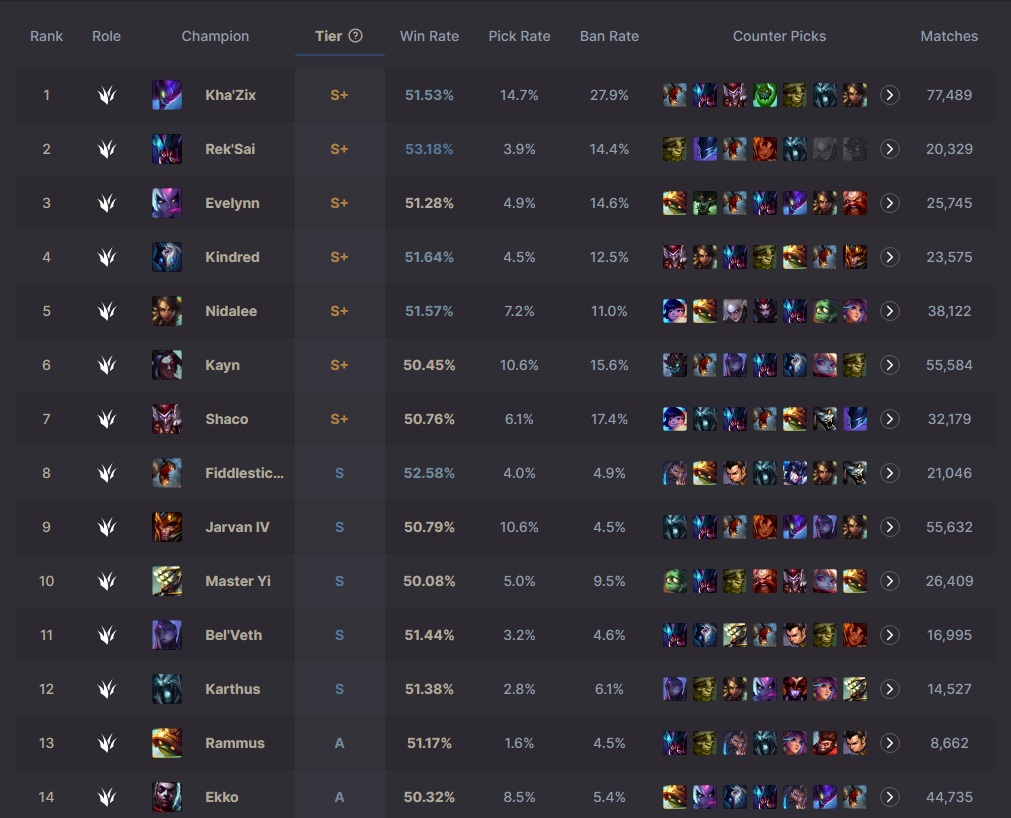 Rank Role Champion Tier ? Win Rate Pick Rate Ban Rate Counter Picks Matches
1 Kha'Zix S+ 51.53% 14.7% 27.9% 77,489
2 Rek'Sai S+ 53.18% 3.9% 14.4% 20,329
3 Evelynn S+ 51.28% 4.9% 14.6% 25,745
4 Kindred S+ 51.64% 4.5% 12.5% 23,575
5 Nidalee S+ 51.57% 7.2% 11.0% 38,122
6 Kayn S+ 50.45% 10.6% 15.6% 55,584
7 Shaco S+ 50.76% 6.1% 17.4% 32,179
8 Fiddlestic... S 52.58% 4.0% 4.9% 21,046
9 Jarvan IV S 50.79% 10.6% 4.5% 55,632
10 Master Yi S 50.08% 5.0% 9.5% 26,409
11 Bel'Veth S 51.44% 3.2% 4.6% 16,995
12 Karthus S 51.38% 2.8% 6.1% 14,527
13 Rammus A 51.17% 1.6% 4.5% 8,662
14 Ekko A 50.32% 8.5% 5.4% 44,735